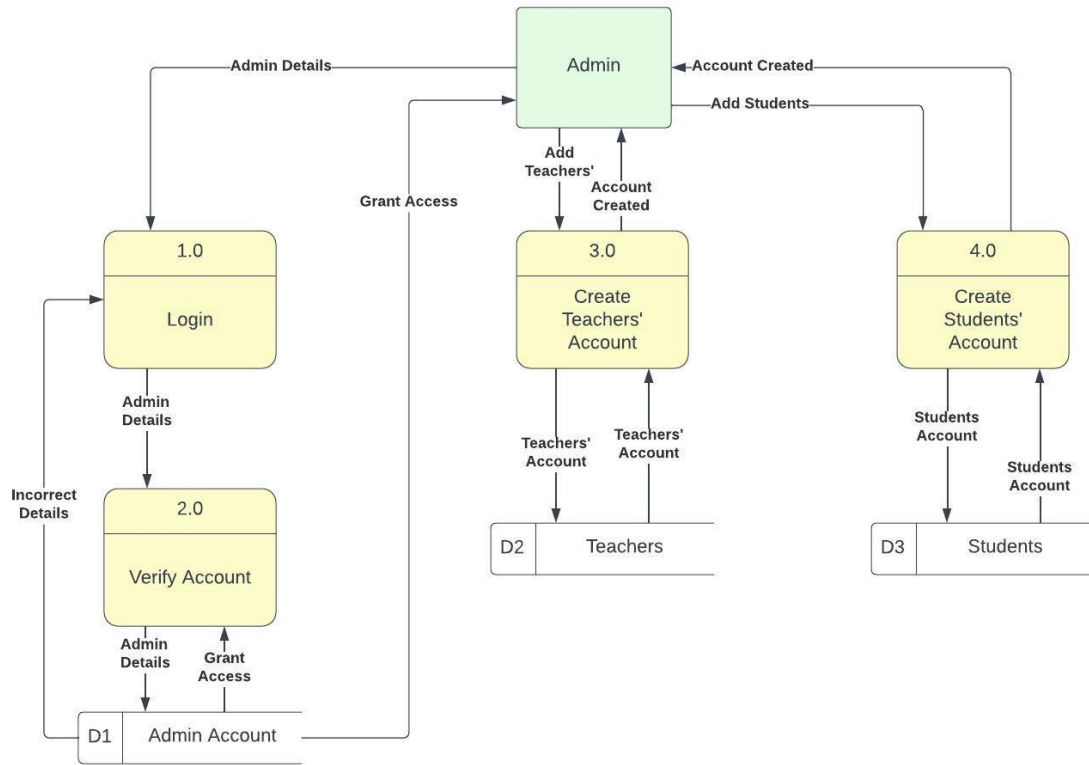 Admin
Admin Details
Account Created
Add Students
Add
Teachers'
Account
Created
Grant Access
1.0
Login
3.0
Create
Teachers'
Account
4.0
Create
Students'
Account
Admin
Details
Teachers'
Account
Teachers'
Account
Students
Account
Students
Account
Incorrect
Details
2.0
Verify Account
D2
Teachers
D3
Students
Admin
Details
Grant
Access
D1
Admin Account